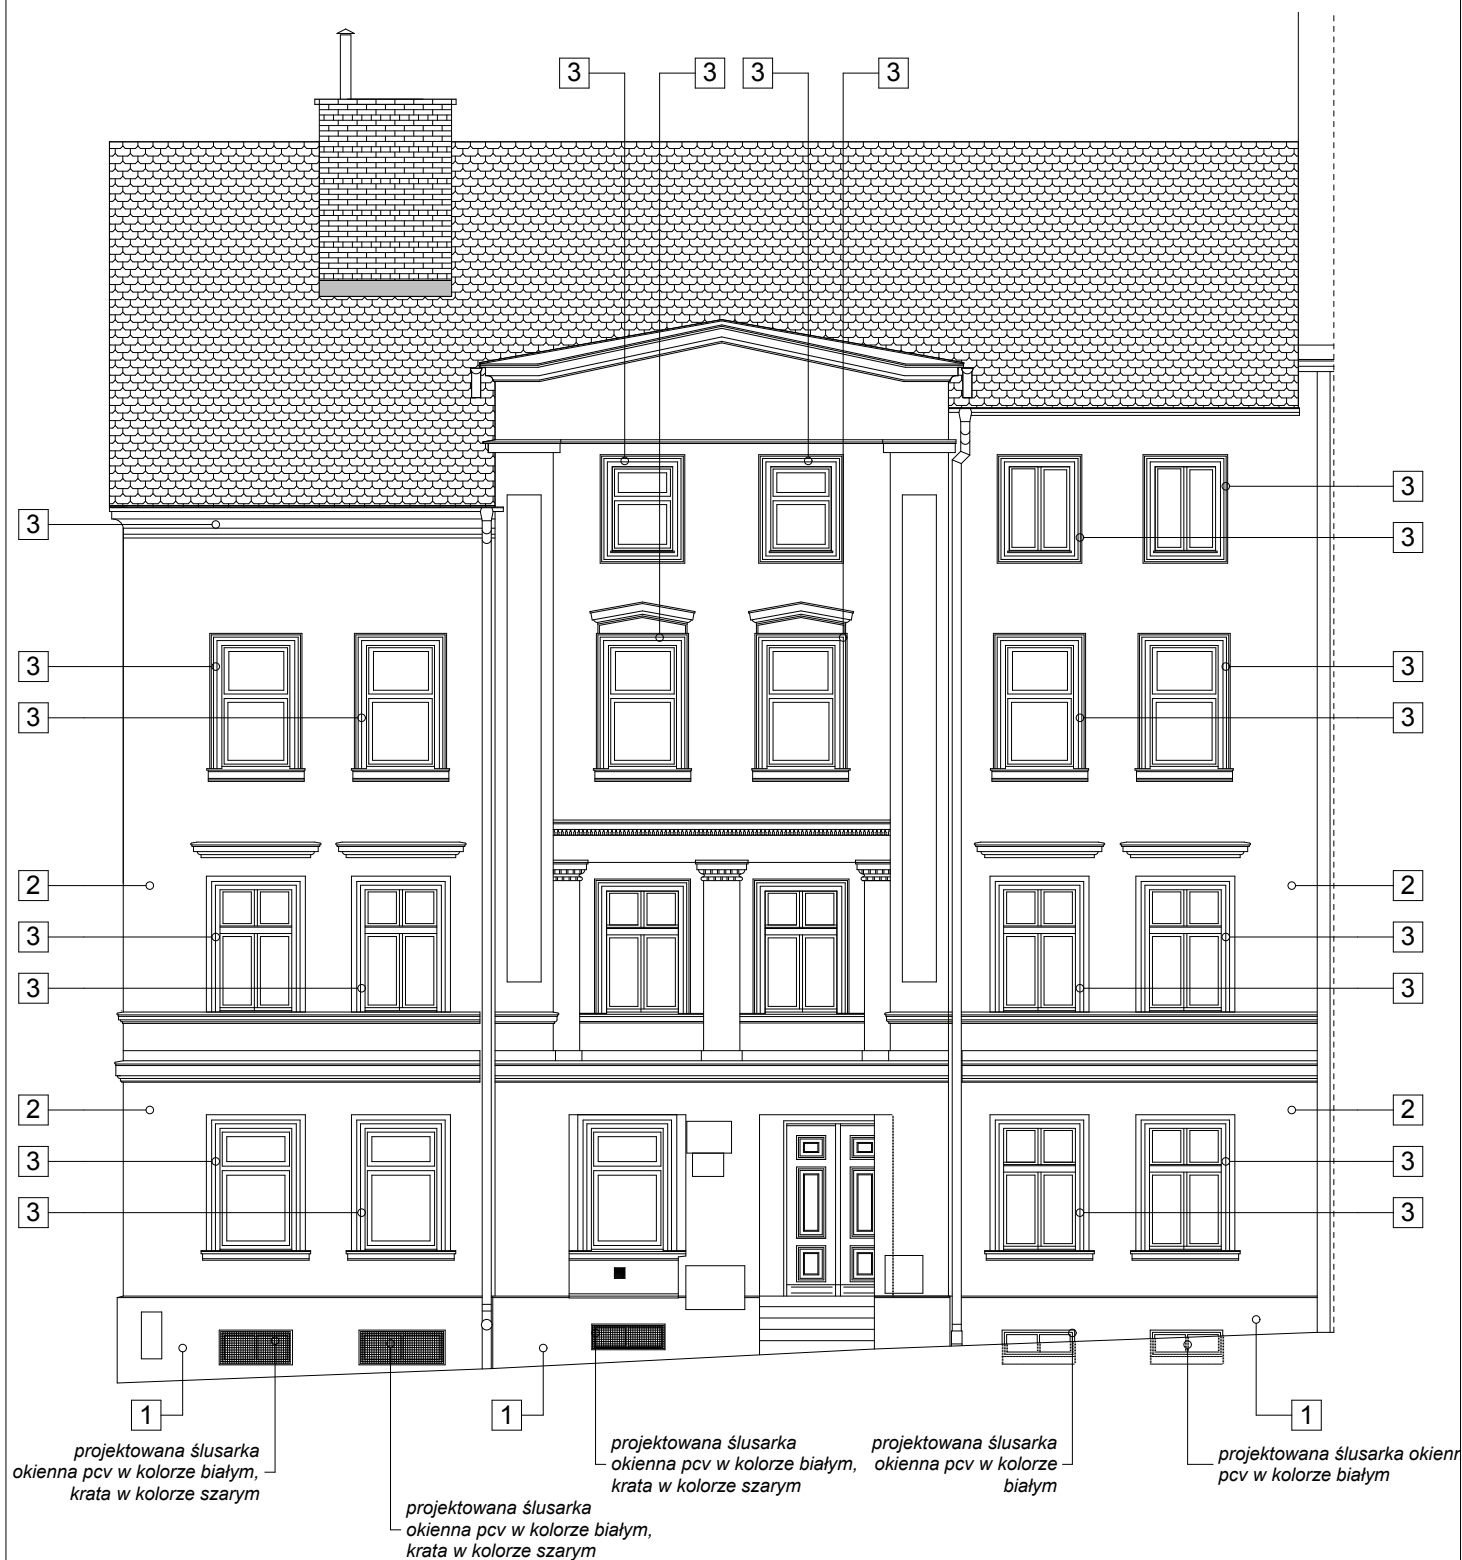 3 3 3 3
3
3
3
3
3
3
3
3
2
2
3
3
3
3
2
2
3
3
3
3
1
1
1
projektowana ślusarka
okienna pcv w kolorze białym,
krata w kolorze szarym
projektowana ślusarka
okienna pcv w kolorze białym,
krata w kolorze szarym
projektowana ślusarka
okienna pcv w kolorze białym,
krata w kolorze szarym
projektowana ślusarka
okienna pcv w kolorze
białym
projektowana ślusarka okienn
pcv w kolorze białym